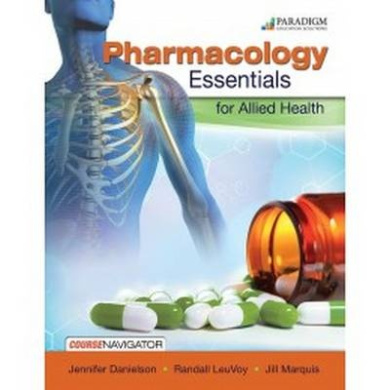 PARADIGM
EDUCATION SOLUTIONS
Pharmacology
Essentials
for Allied Health
COURSENAVIGATOR
Jennifer Danielson • Randall LeuVoy • Jill Marquis